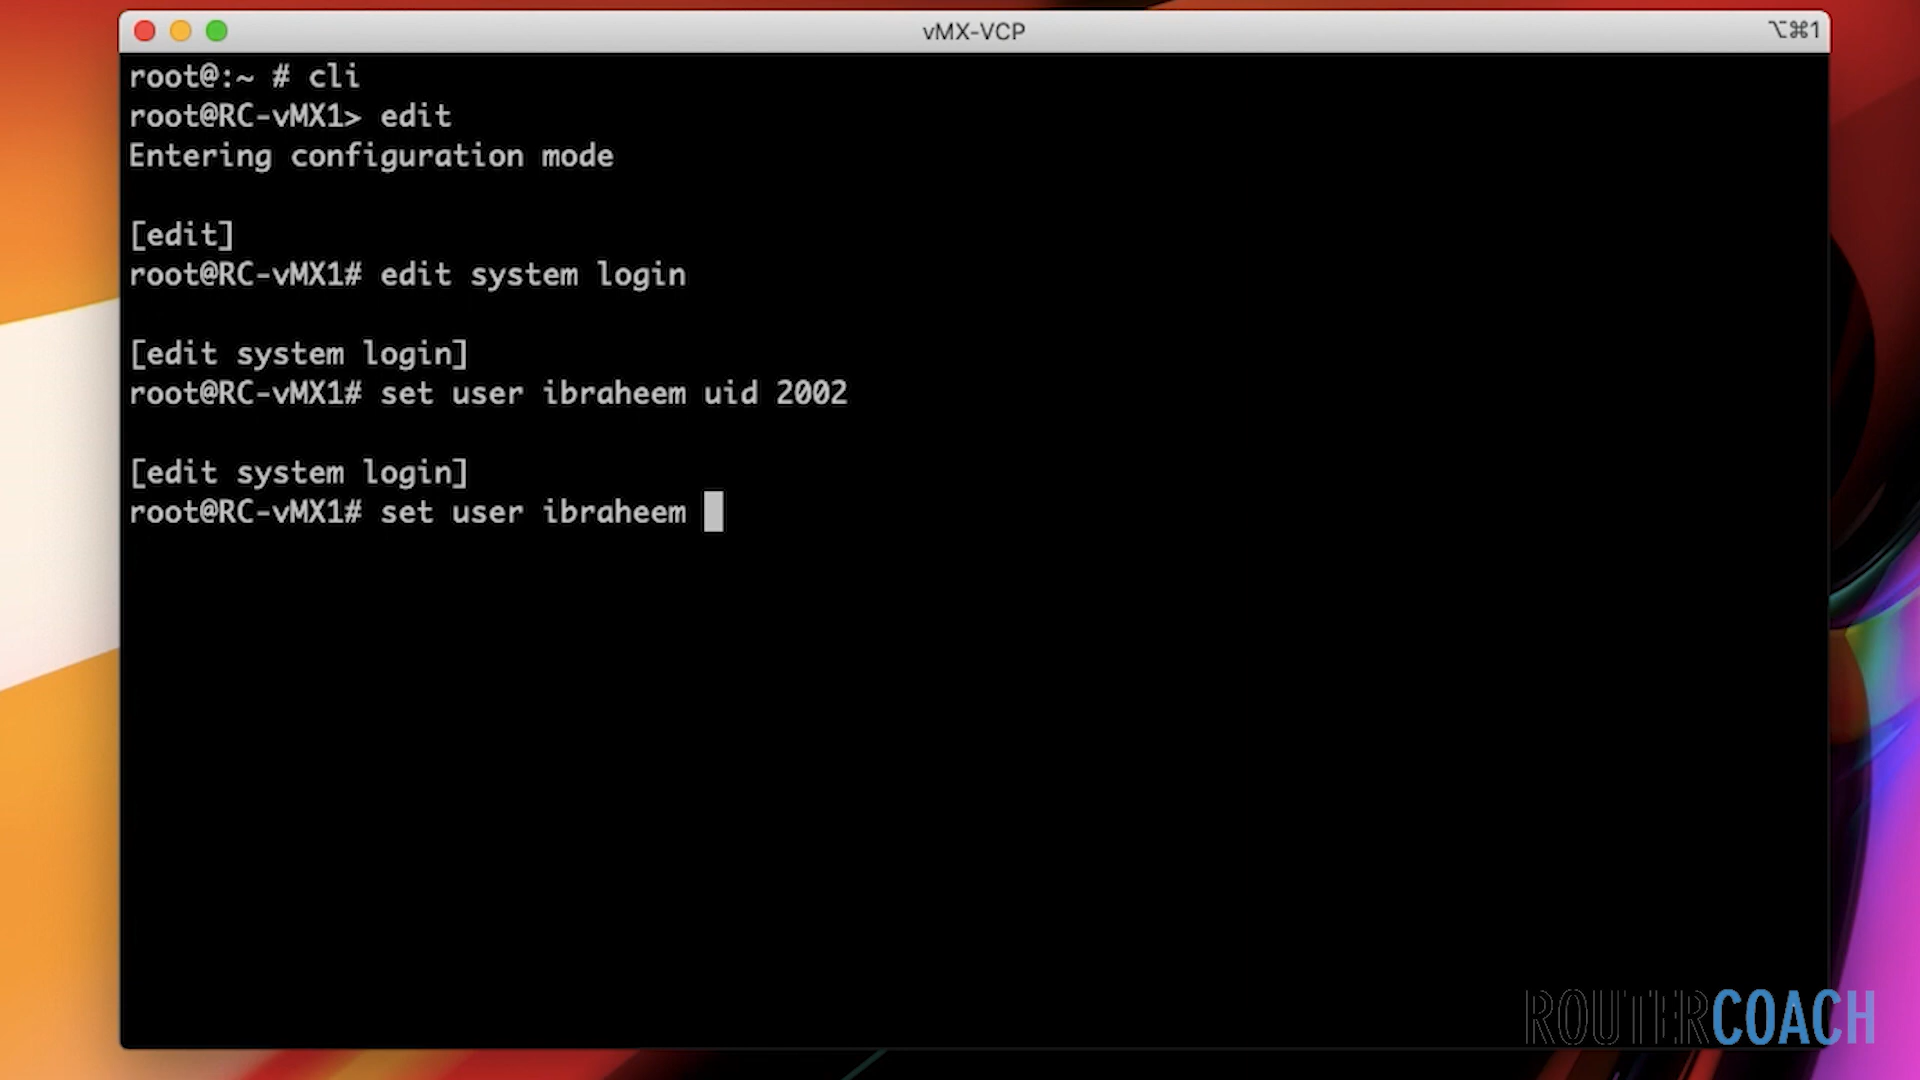 vMX-VCP
⌥⌘1
root@:~ # cli
root@RC-vMX1> edit
Entering configuration mode
[edit]
root@RC-vMX1# edit system login
[edit system login]
root@RC-vMX1# set user ibraheem uid 2002
[edit system login]
root@RC-vMX1# set user ibraheem
ROUTERCOACH